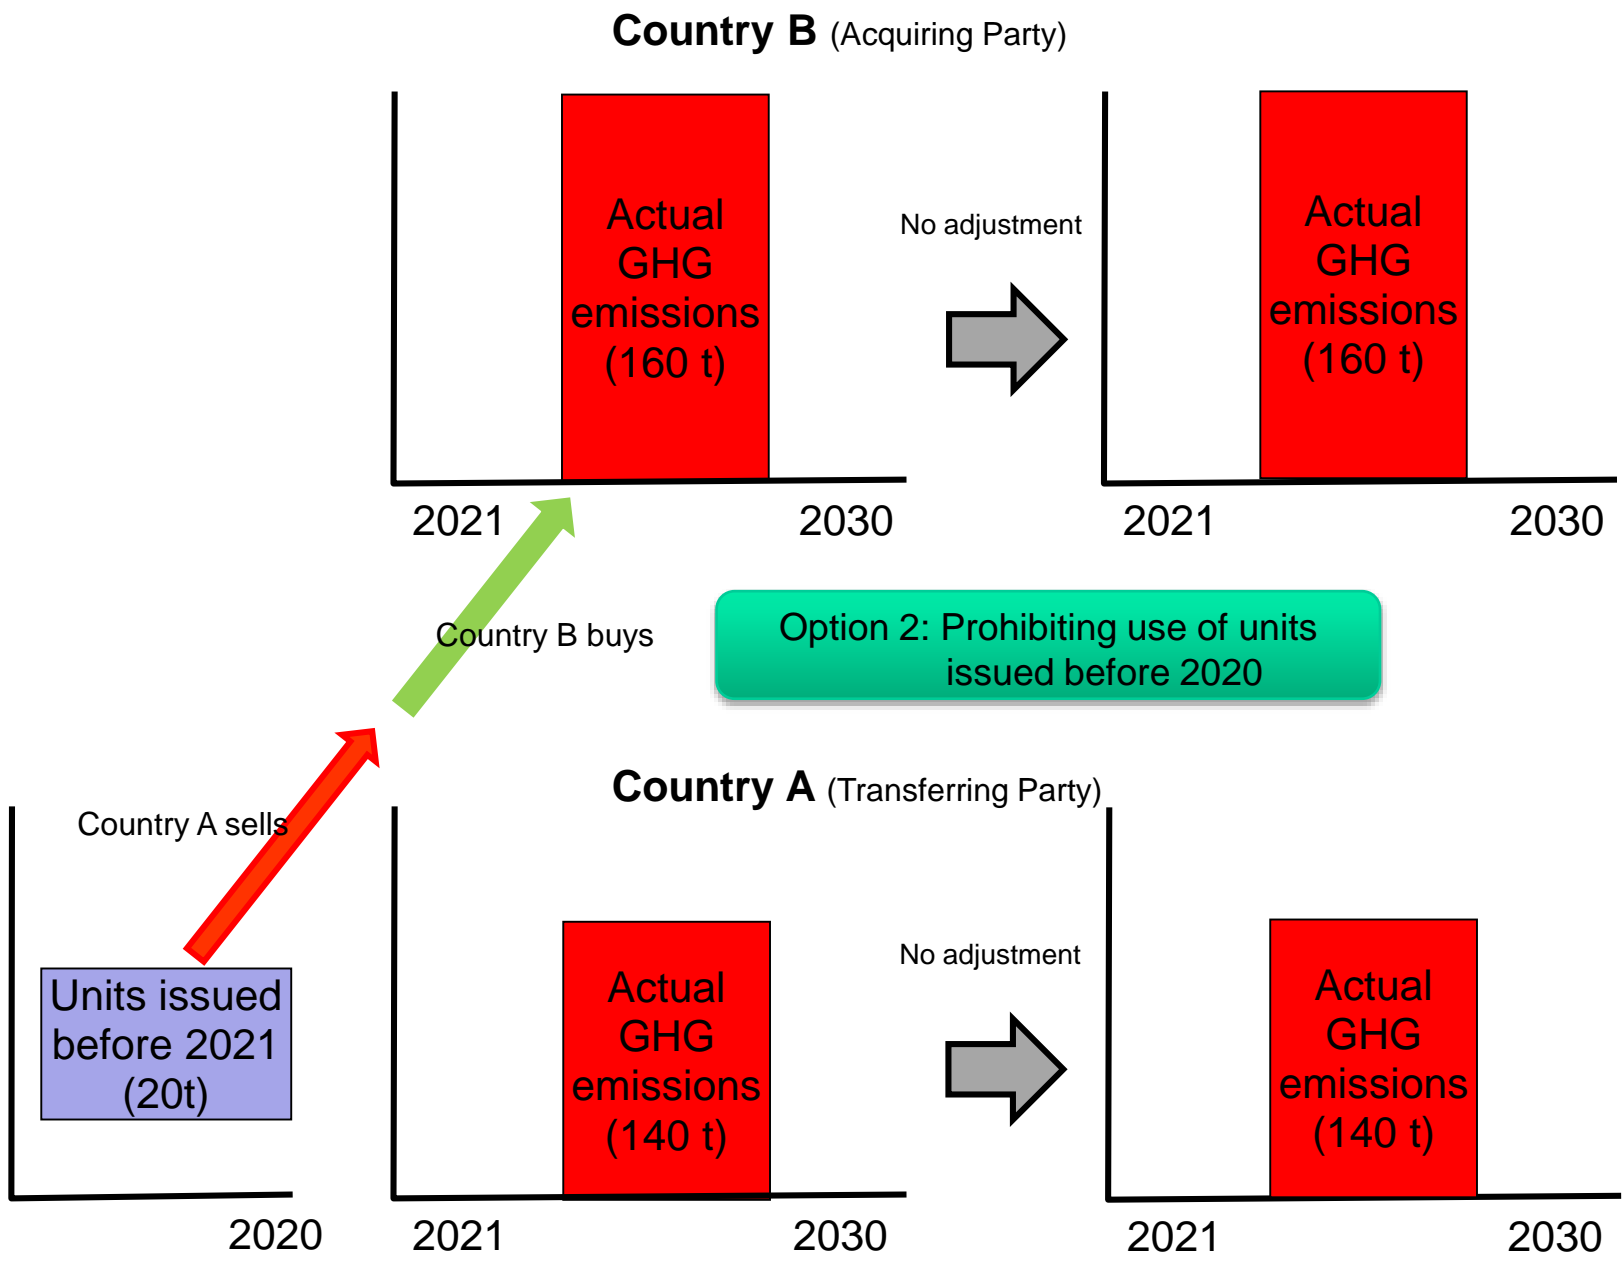 Country B (Acquiring Party)
Actual
GHG
emissions
(160 t)
No adjustment
Actual
GHG
emissions
(160 t)
2021
2030
2021
2030
Country B buys
Option 2: Prohibiting use of units
issued before 2020
Country A (Transferring Party)
Country A sells
Units issued
before 2021
(20t)
Actual
GHG
emissions
(140 t)
No adjustment
Actual
GHG
emissions
(140 t)
2020
2021
2030
2021
2030